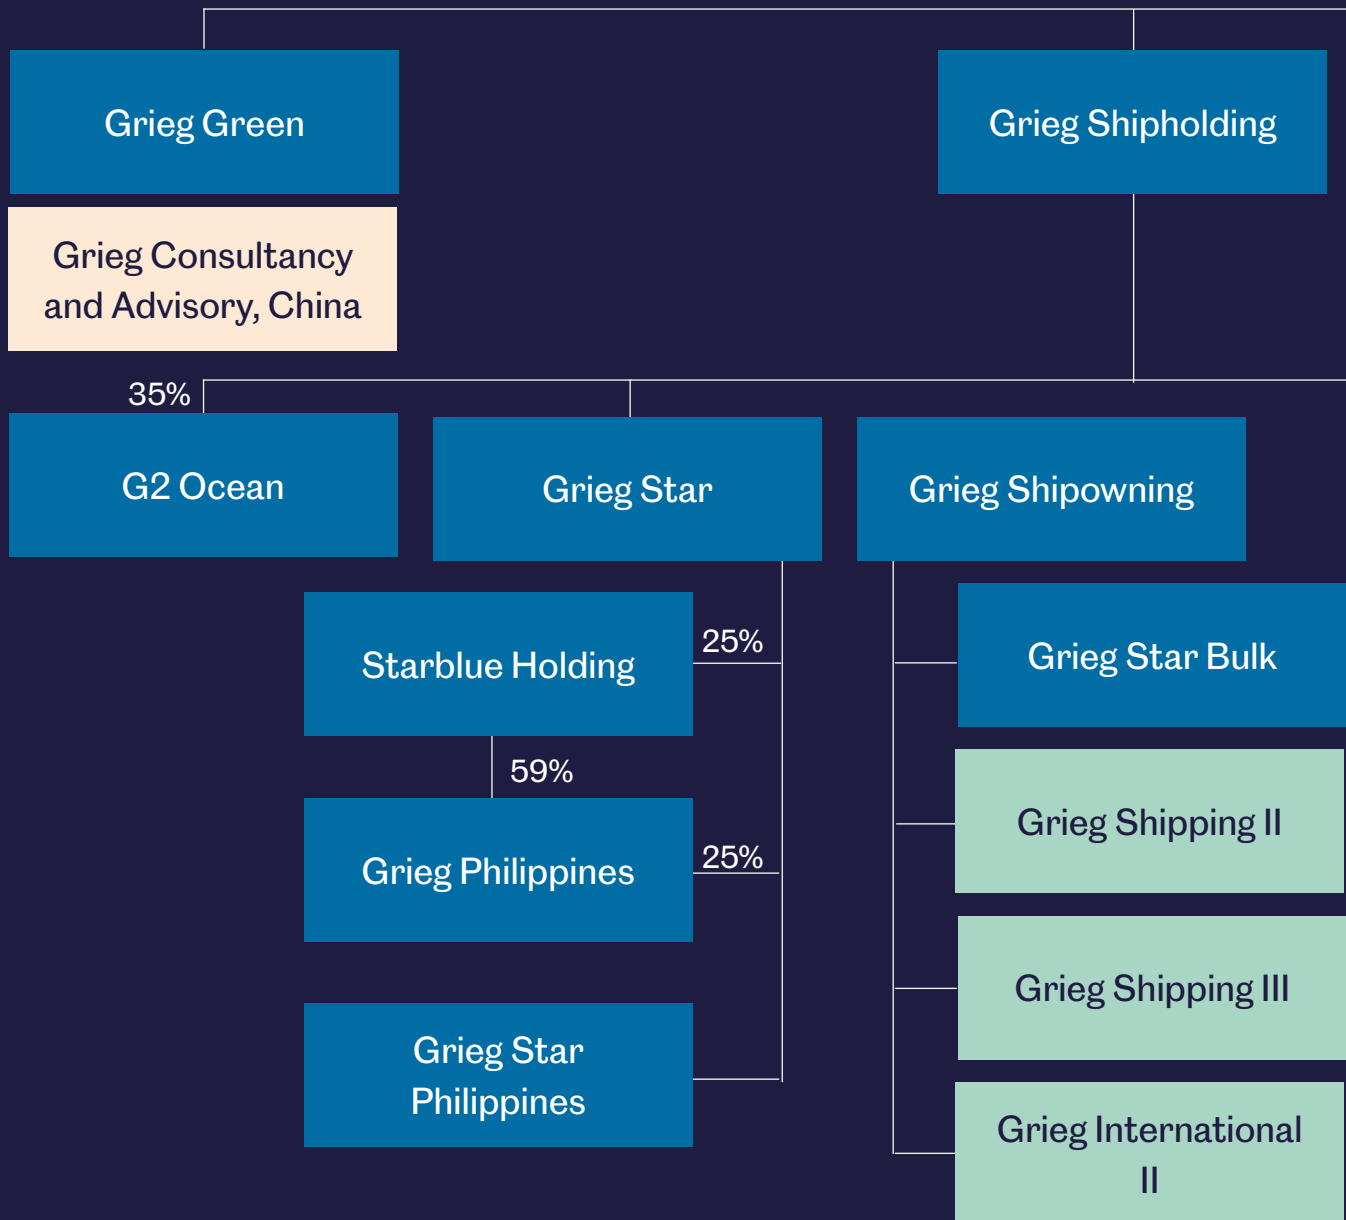 Grieg Green
Grieg Shipholding
Grieg Consultancy
and Advisory, China
35%
G2 Ocean
Grieg Star
Grieg Shipowning
Starblue Holding
25%
Grieg Star Bulk
59%
Grieg Shipping II
Grieg Philippines
25%
Grieg Shipping III
Grieg Star
Philippines
Grieg International
II